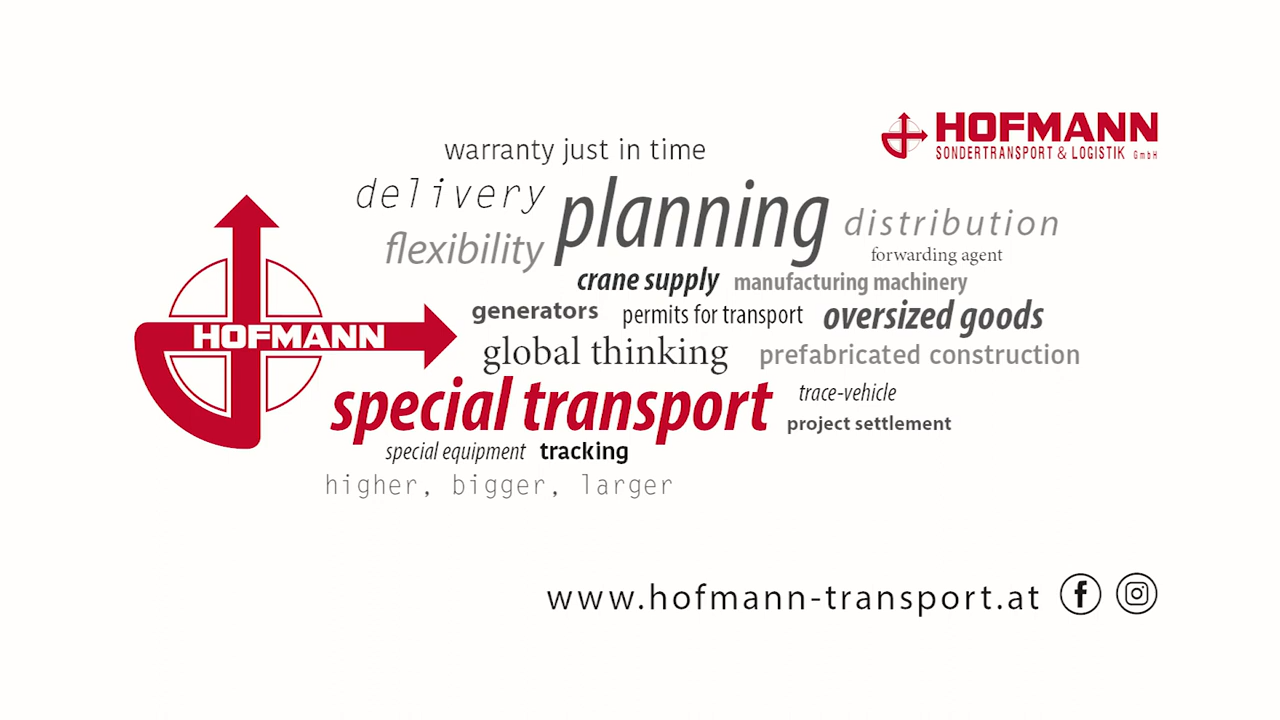 HOFMANN
SONDERTRANSPORT & LOGISTIK GmbH
warranty just in time
delivery planning distribution
flexibility forwarding agent
crane supply manufacturing machinery
generators permits for transport oversized goods
HOFMANN
global thinking prefabricated construction
special transport trace-vehicle
project settlement
special equipment tracking
higher, bigger, larger
www.hofmann-transport.at